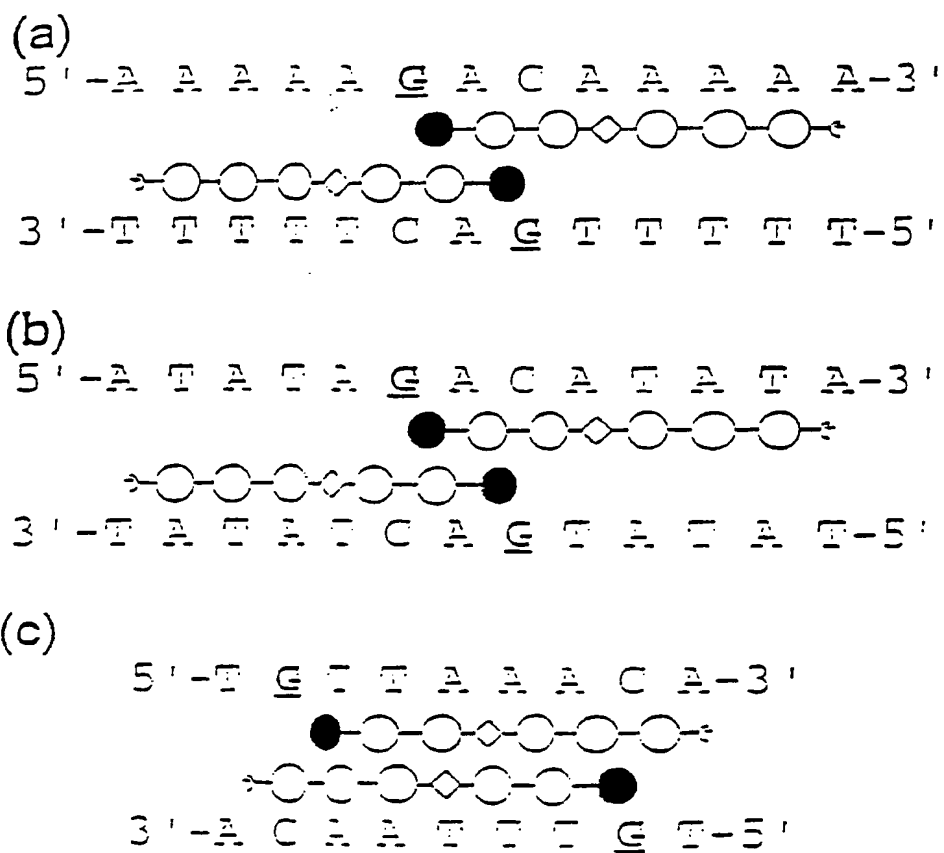 (a)
5'-A A A A A G A C A A A A A-3'
3'-T T T T T C A G T T T T T-5'
(b)
5'-A T A T A G A C A T A T A-3'
3'-T A T A T C A G T A T A T-5'
(c)
5'-T G T T A A A C A-3'
3'-A C A A T T T G T-5'